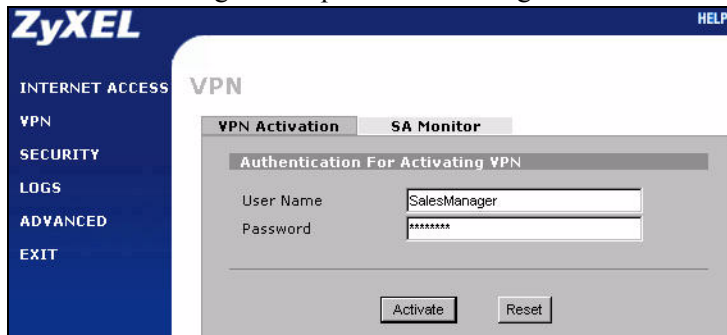 ZyXEL
HELP
INTERNET ACCESS
VPN
SECURITY
LOGS
ADVANCED
EXIT
VPN
VPN Activation
SA Monitor
Authentication For Activating VPN
User Name
SalesManager
Password
********
Activate
Reset